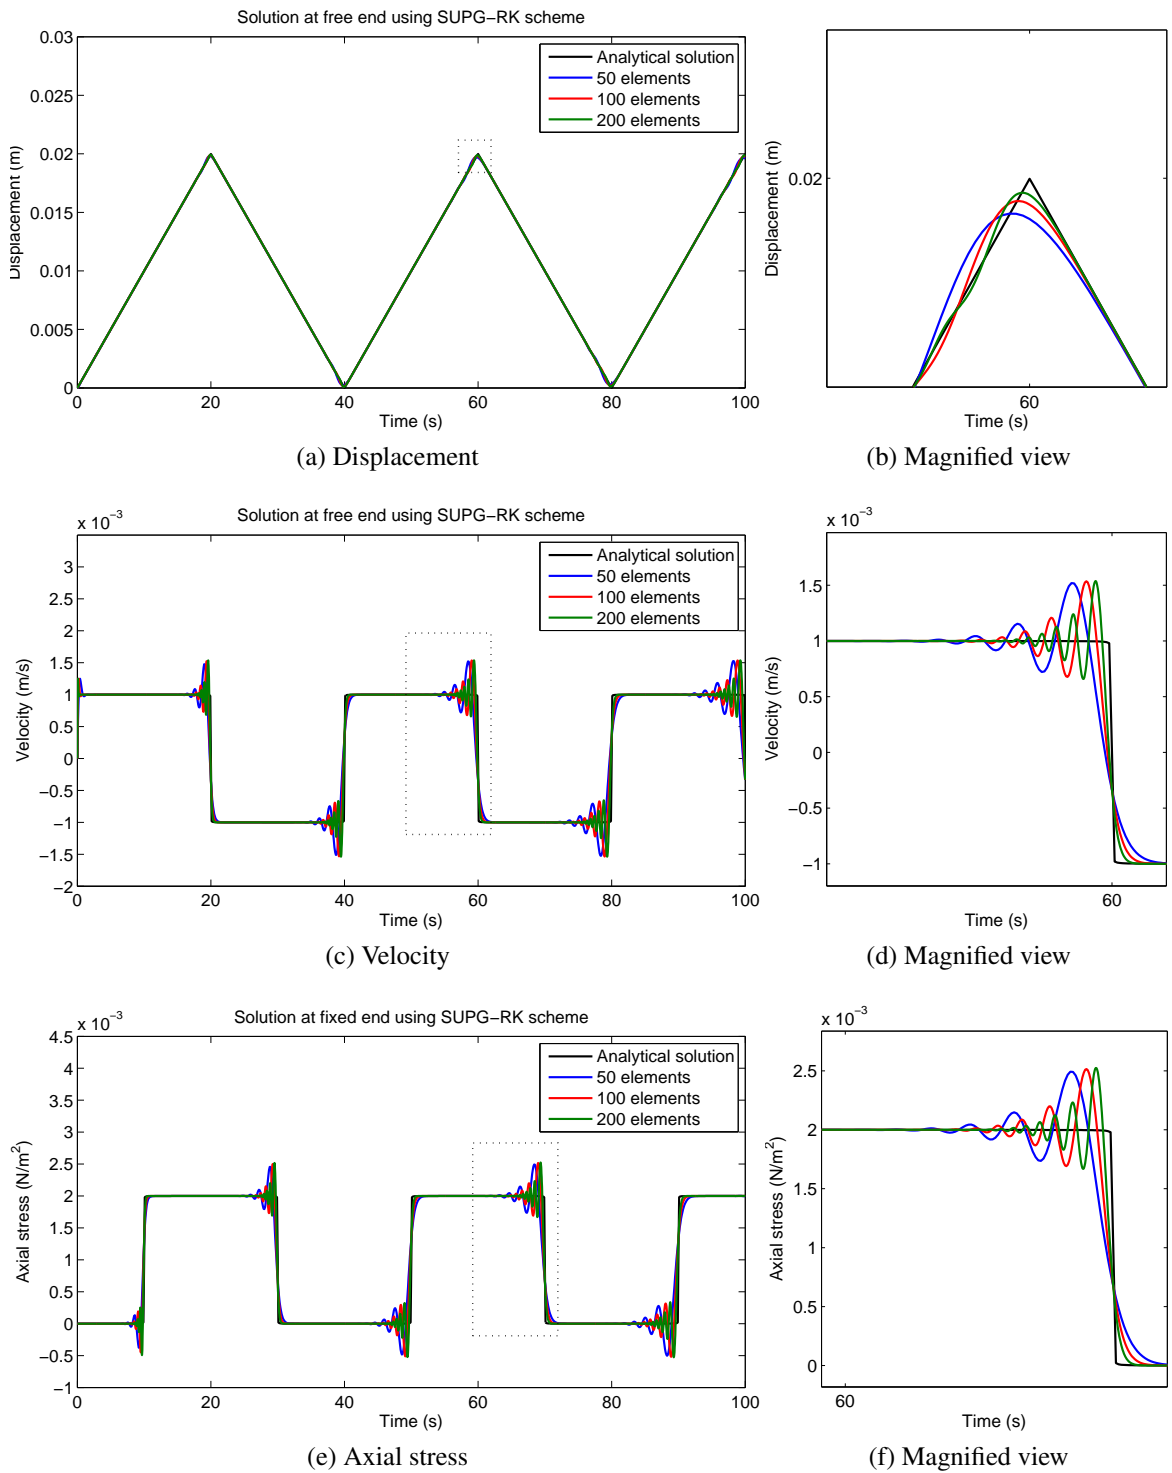 Solution at free end using SUPG−RK scheme
0.03
0.025
0.02
0.015
0.01
0.005
0
Displacement (m)
Analytical solution
50 elements
100 elements
200 elements
0 20 40 60 80 100
Time (s)
(a) Displacement
0.02
Displacement (m)
60
Time (s)
(b) Magnified view
x 10−3
Solution at free end using SUPG−RK scheme
3
2.5
2
1.5
1
0.5
0
−0.5
−1
−1.5
−2
Velocity (m/s)
Analytical solution
50 elements
100 elements
200 elements
0 20 40 60 80 100
Time (s)
(c) Velocity
x 10−3
1.5
1
0.5
0
−0.5
−1
Velocity (m/s)
60
Time (s)
(d) Magnified view
x 10−3
Solution at fixed end using SUPG−RK scheme
4.5
4
3.5
3
2.5
2
1.5
1
0.5
0
−0.5
−1
Axial stress (N/m²)
Analytical solution
50 elements
100 elements
200 elements
0 20 40 60 80 100
Time (s)
(e) Axial stress
x 10−3
2.5
2
1.5
1
0.5
0
Axial stress (N/m²)
60
Time (s)
(f) Magnified view